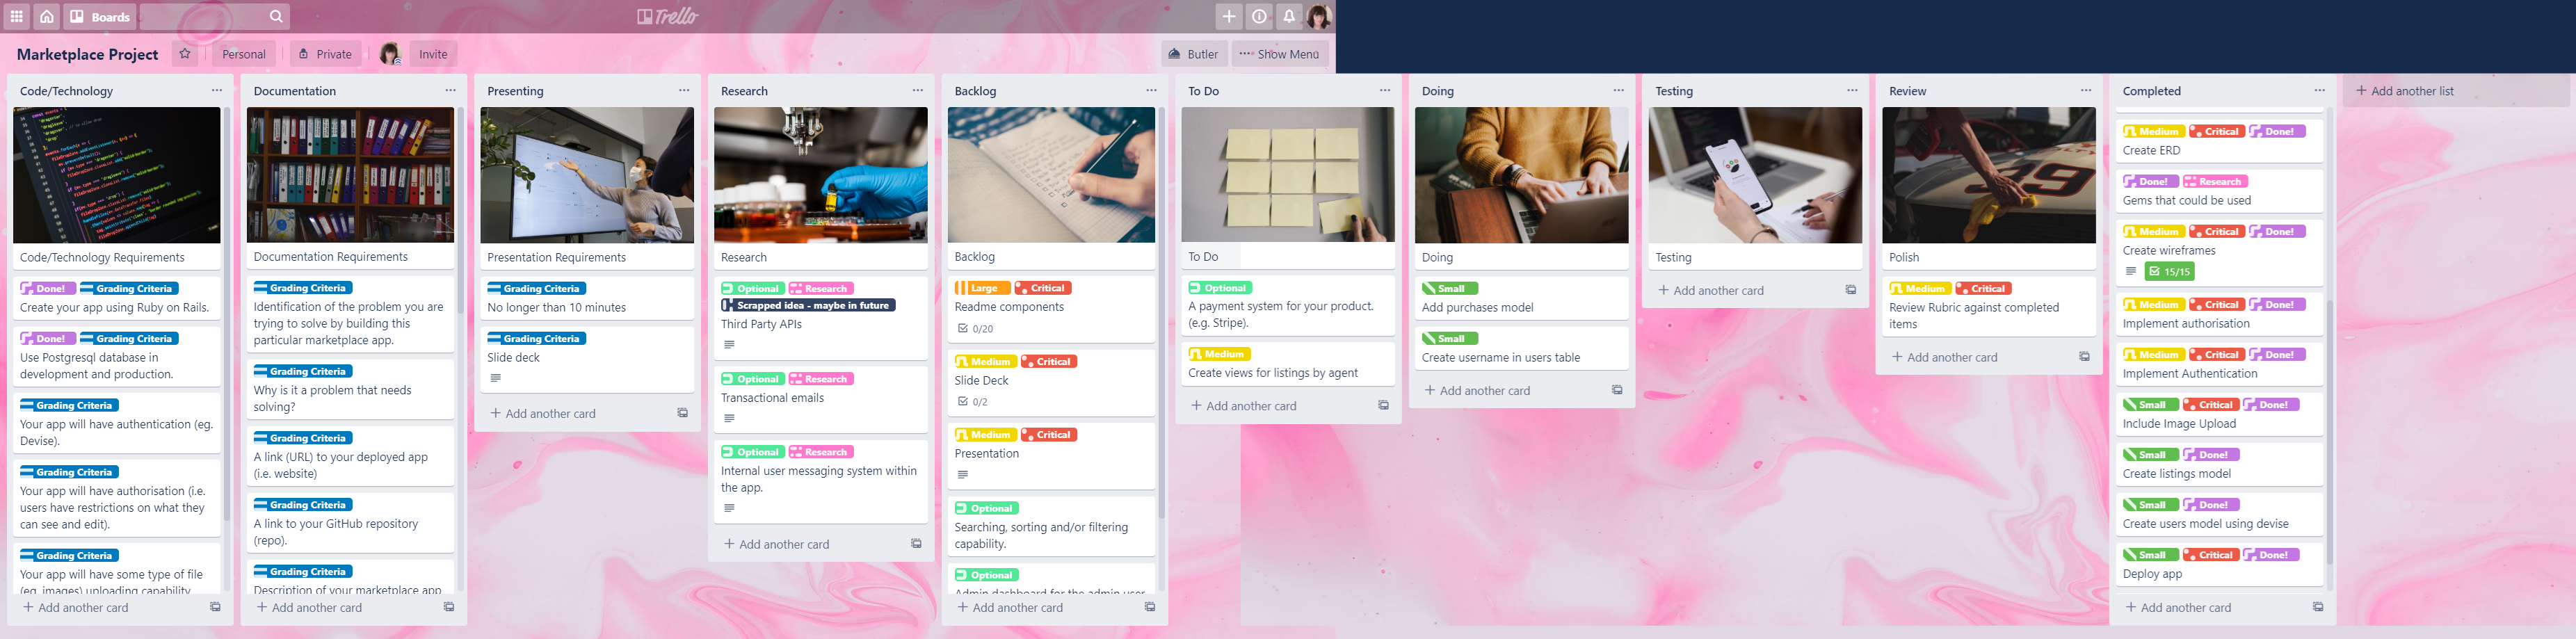 Boards
Trello
Marketplace Project
Personal
Private
Invite
Butler
Show Menu
Code/Technology
Code/Technology Requirements
Done! Grading Criteria
Create your app using Ruby on Rails.
Done! Grading Criteria
Use Postgresql database in
development and production.
Grading Criteria
Your app will have authentication (eg.
Devise).
Grading Criteria
Your app will have authorisation (i.e.
users have restrictions on what they
can see and edit).
Grading Criteria
Your app will have some type of file
(eg. images) uploading capability
+ Add another card
Documentation
Documentation Requirements
Grading Criteria
Identification of the problem you are
trying to solve by building this
particular marketplace app.
Grading Criteria
Why is it a problem that needs
solving?
Grading Criteria
A link (URL) to your deployed app
(i.e. website)
Grading Criteria
A link to your GitHub repository
(repo).
Grading Criteria
Description of your marketplace app
+ Add another card
Presenting
Presentation Requirements
Grading Criteria
No longer than 10 minutes
Grading Criteria
Slide deck
+ Add another card
Research
Research
Optional Research
Scrapped idea - maybe in future
Third Party APIs
Optional Research
Transactional emails
Optional Research
Internal user messaging system within
the app.
+ Add another card
Backlog
Backlog
Large Critical
Readme components
0/20
Medium Critical
Slide Deck
0/2
Medium Critical
Presentation
Optional
Searching, sorting and/or filtering
capability.
Optional
Admin dashboard for the admin user
+ Add another card
To Do
To Do
Optional
A payment system for your product.
(e.g. Stripe).
Medium
Create views for listings by agent
+ Add another card
Doing
Doing
Small
Add purchases model
Small
Create username in users table
+ Add another card
Testing
Testing
+ Add another card
Review
39
Polish
Medium Critical
Review Rubric against completed
items
+ Add another card
Completed
Medium Critical Done!
Create ERD
Done! Research
Gems that could be used
Medium Critical Done!
Create wireframes
15/15
Medium Critical Done!
Implement authorisation
Medium Critical Done!
Implement Authentication
Small Critical Done!
Include Image Upload
Small Done!
Create listings model
Small Done!
Create users model using devise
Small Critical Done!
Deploy app
+ Add another card
+ Add another list